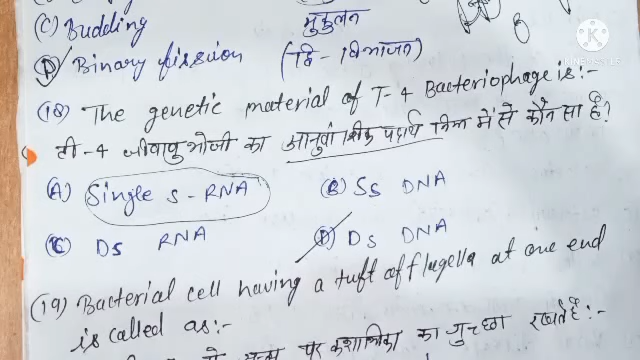 (C) Budding मुकुलन
(D) Binary fission (द्वि-विभाजन)
(18) The genetic material of T-4 Bacteriophage is:-
टी-4 जीवाणुभोजी का आनुवांशिक पदार्थ निम्न में से कौन सा है?
(A) Single S-RNA (B) SS DNA
(C) DS RNA (D) DS DNA
(19) Bacterial cell having a tuft of flagella at one end
is called as:-
पर कशाभिका का गुच्छा रखते है:-
KINEMASTER